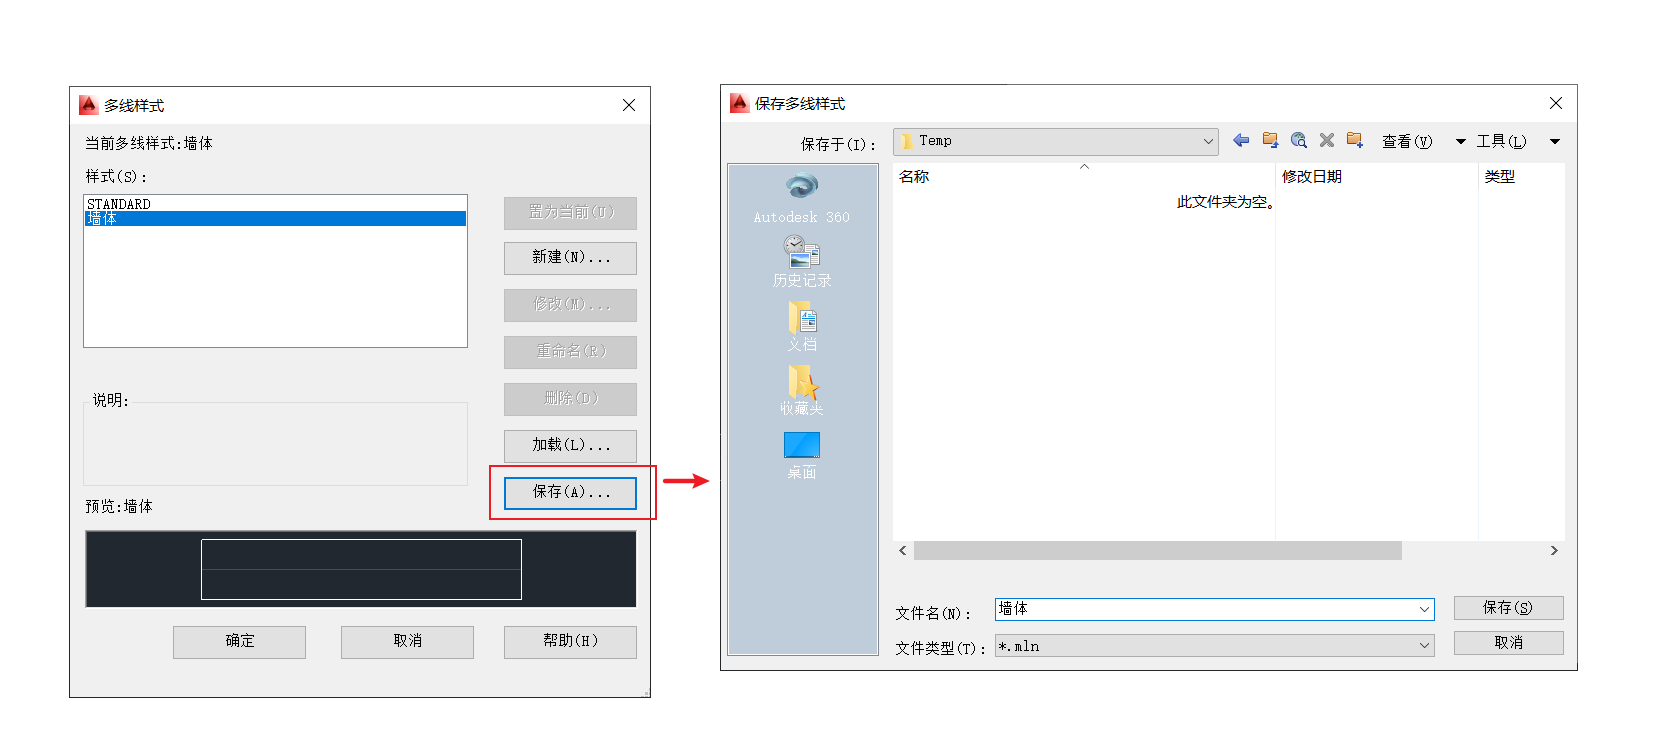 多线样式
当前多线样式:墙体
样式(S):
STANDARD
墙体
置为当前(U)
新建(N)...
修改(M)...
重命名(R)
删除(D)
加载(L)...
保存(A)...
说明:
预览:墙体
确定
取消
帮助(H)
保存多线样式
保存于(I):
Temp
查看(V)
工具(L)
Autodesk 360
历史记录
文档
收藏夹
桌面
名称
修改日期
类型
此文件夹为空。
文件名(N):
墙体
保存(S)
文件类型(T):
*.mln
取消